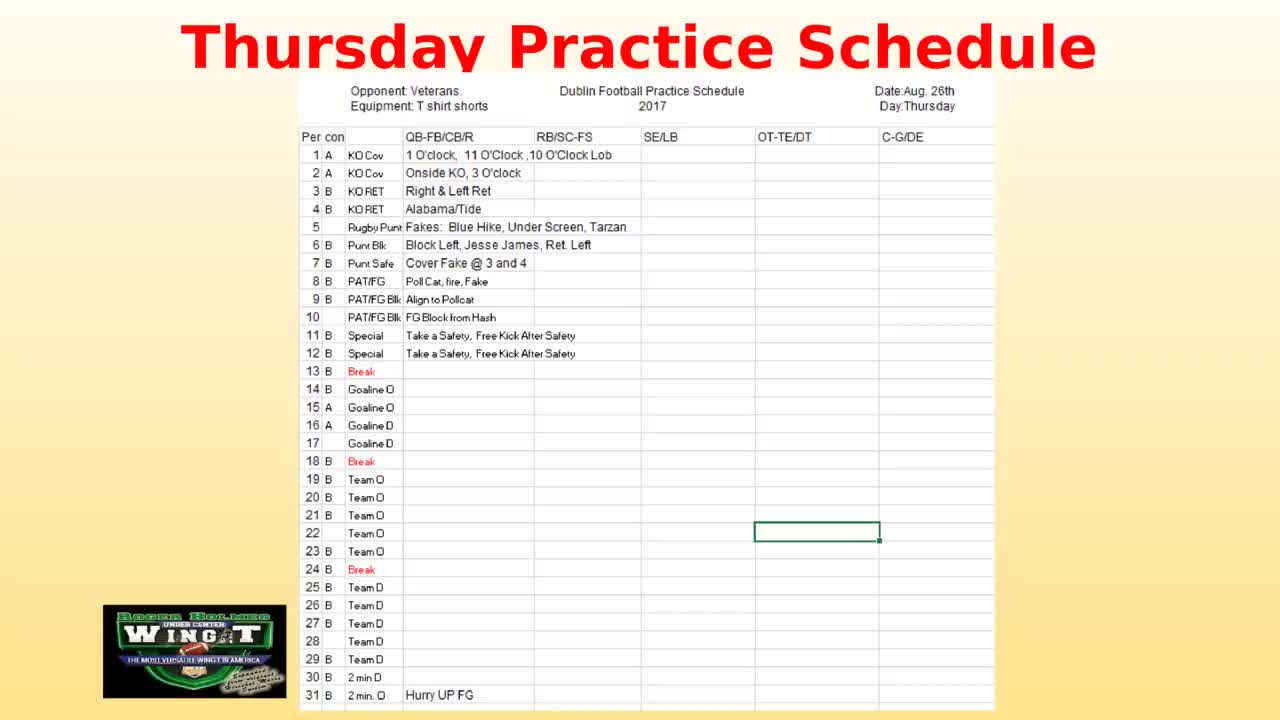 Thursday Practice Schedule
Opponent: Veterans. Dublin Football Practice Schedule Date:Aug. 26th
Equipment: T shirt shorts 2017 Day:Thursday
Per con QB-FB/CB/R RB/SC-FS SE/LB OT-TE/DT C-G/DE
1 A KO Cov 1 O'clock, 11 O'Clock ,10 O'Clock Lob
2 A KO Cov Onside KO, 3 O'clock
3 B KO RET Right & Left Ret
4 B KO RET Alabama/Tide
5 Rugby Punt Fakes: Blue Hike, Under Screen, Tarzan
6 B Punt Blk Block Left, Jesse James, Ret. Left
7 B Punt Safe Cover Fake @ 3 and 4
8 B PAT/FG Poll Cat, fire, Fake
9 B PAT/FG Blk Align to Pollcat
10 PAT/FG Blk FG Block from Hash
11 B Special Take a Safety, Free Kick After Safety
12 B Special Take a Safety, Free Kick After Safety
13 B Break
14 B Goaline O
15 A Goaline O
16 A Goaline D
17 Goaline D
18 B Break
19 B Team O
20 B Team O
21 B Team O
22 Team O
23 B Team O
24 B Break
25 B Team D
26 B Team D
27 B Team D
28 Team D
29 B Team D
30 B 2 min D
31 B 2 min. O Hurry UP FG
Roger Holmes
UNDER CENTER
WING-T
THE MOST VERSATILE WING T IN AMERICA